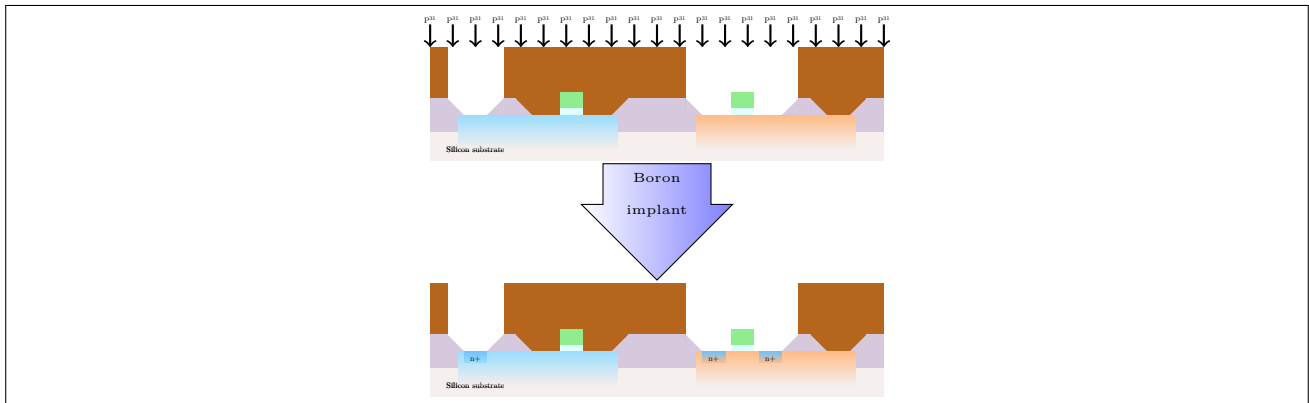 P³¹ P³¹ P³¹ P³¹ P³¹ P³¹ P³¹ P³¹ P³¹ P³¹ P³¹ P³¹ P³¹ P³¹ P³¹ P³¹ P³¹ P³¹ P³¹ P³¹ P³¹
Silicon substrate
Boron
implant
n+ n+ n+
Silicon substrate